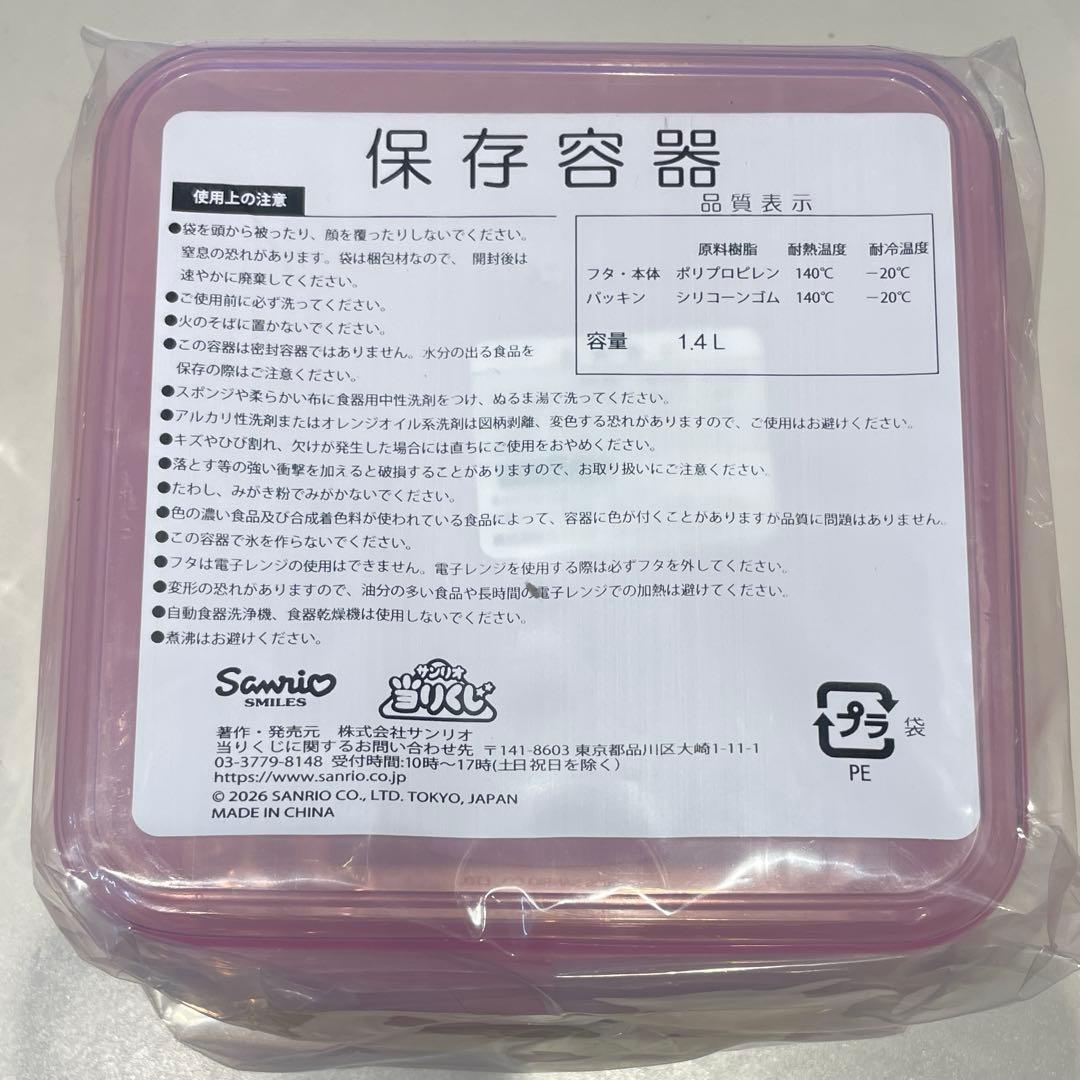 保存容器
使用上の注意
●袋を頭から被ったり、顔を覆ったりしないでください。
窒息の恐れがあります。袋は梱包材なので、開封後は
速やかに廃棄してください。
●ご使用前に必ず洗ってください。
●火のそばに置かないでください。
●この容器は密封容器ではありません。水分の出る食品を
保存の際はご注意ください。
品質表示
原料樹脂 耐熱温度 耐冷温度
フタ・本体 ポリプロピレン 140℃ −20℃
パッキン シリコーンゴム 140℃ −20℃
容量 1.4L
●スポンジや柔らかい布に食器用中性洗剤をつけ、ぬるま湯で洗ってください。
●アルカリ性洗剤またはオレンジオイル系洗剤は図柄剥離、変色する恐れがありますので、ご使用はお避けください。
●キズやひび割れ、欠けが発生した場合には直ちにご使用をおやめください。
●落とす等の強い衝撃を加えると破損することがありますので、お取り扱いにご注意ください。
●たわし、みがき粉でみがかないでください。
●色の濃い食品及び合成着色料が使われている食品によって、容器に色が付くことがありますが品質に問題はありません。
●この容器で氷を作らないでください。
●フタは電子レンジの使用はできません。電子レンジを使用する際は必ずフタを外してください。
●変形の恐れがありますので、油分の多い食品や長時間の電子レンジでの加熱は避けてください。
●自動食器洗浄機、食器乾燥機は使用しないでください。
●煮沸はお避けください。
Sanrio
SMILES
サンリオ
当りくじ
著作・発売元 株式会社サンリオ
当りくじに関するお問い合わせ先 〒141-8603 東京都品川区大崎1-11-1
03-3779-8148 受付時間:10時〜17時(土日祝日を除く)
https://www.sanrio.co.jp
© 2026 SANRIO CO., LTD. TOKYO, JAPAN
MADE IN CHINA
プラ 袋
PE